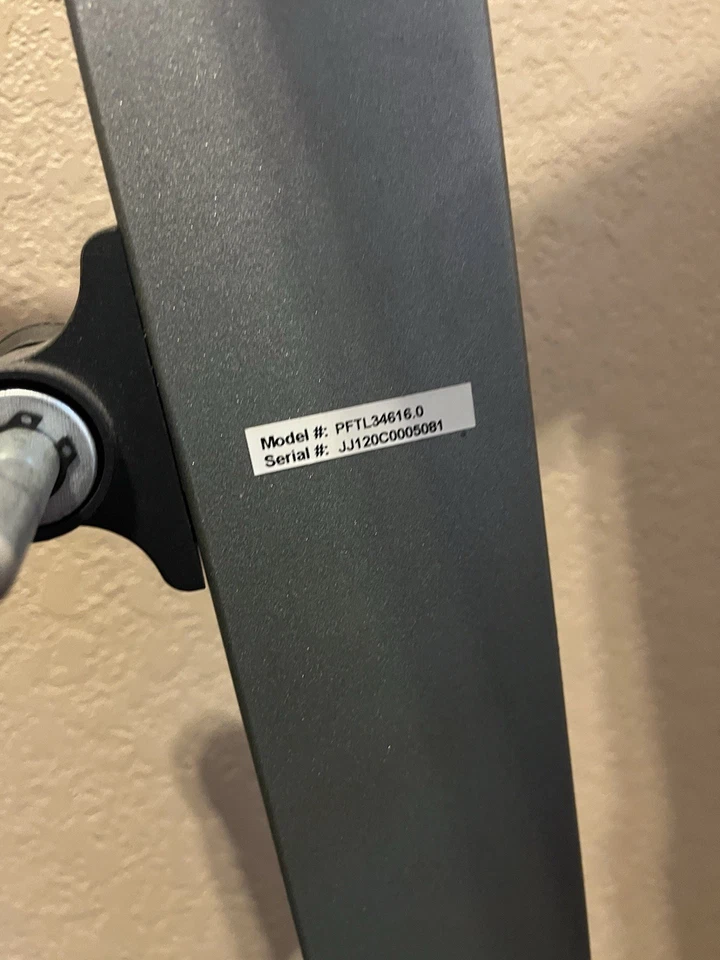 Model #: PFTL34616.0
Serial #: JJ120C0005081